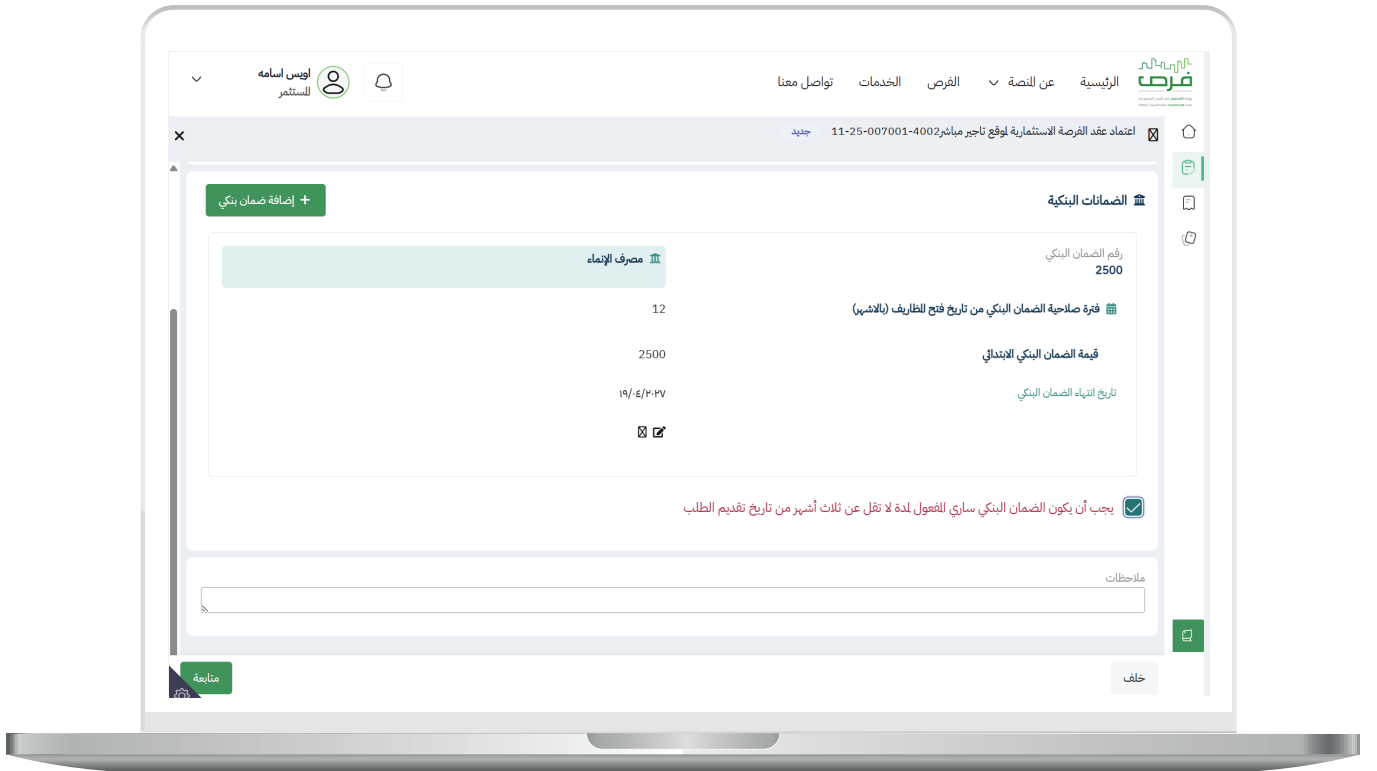 فرص
الرئيسية
عن المنصة
الفرص
الخدمات
تواصل معنا
اويس اسامه
المستثمر
اعتماد عقد الفرصة الاستثمارية لموقع تاجير مباشر4002-007001-25-11
جديد
الضمانات البنكية
+ إضافة ضمان بنكي
رقم الضمان البنكي
2500
مصرف الإنماء
فترة صلاحية الضمان البنكي من تاريخ فتح المظاريف (بالاشهر)
12
قيمة الضمان البنكي الابتدائي
2500
تاريخ انتهاء الضمان البنكي
١٩/٠٤/٢٠٢٧
يجب أن يكون الضمان البنكي ساري المفعول لمدة لا تقل عن ثلاث أشهر من تاريخ تقديم الطلب
ملاحظات
خلف
متابعة